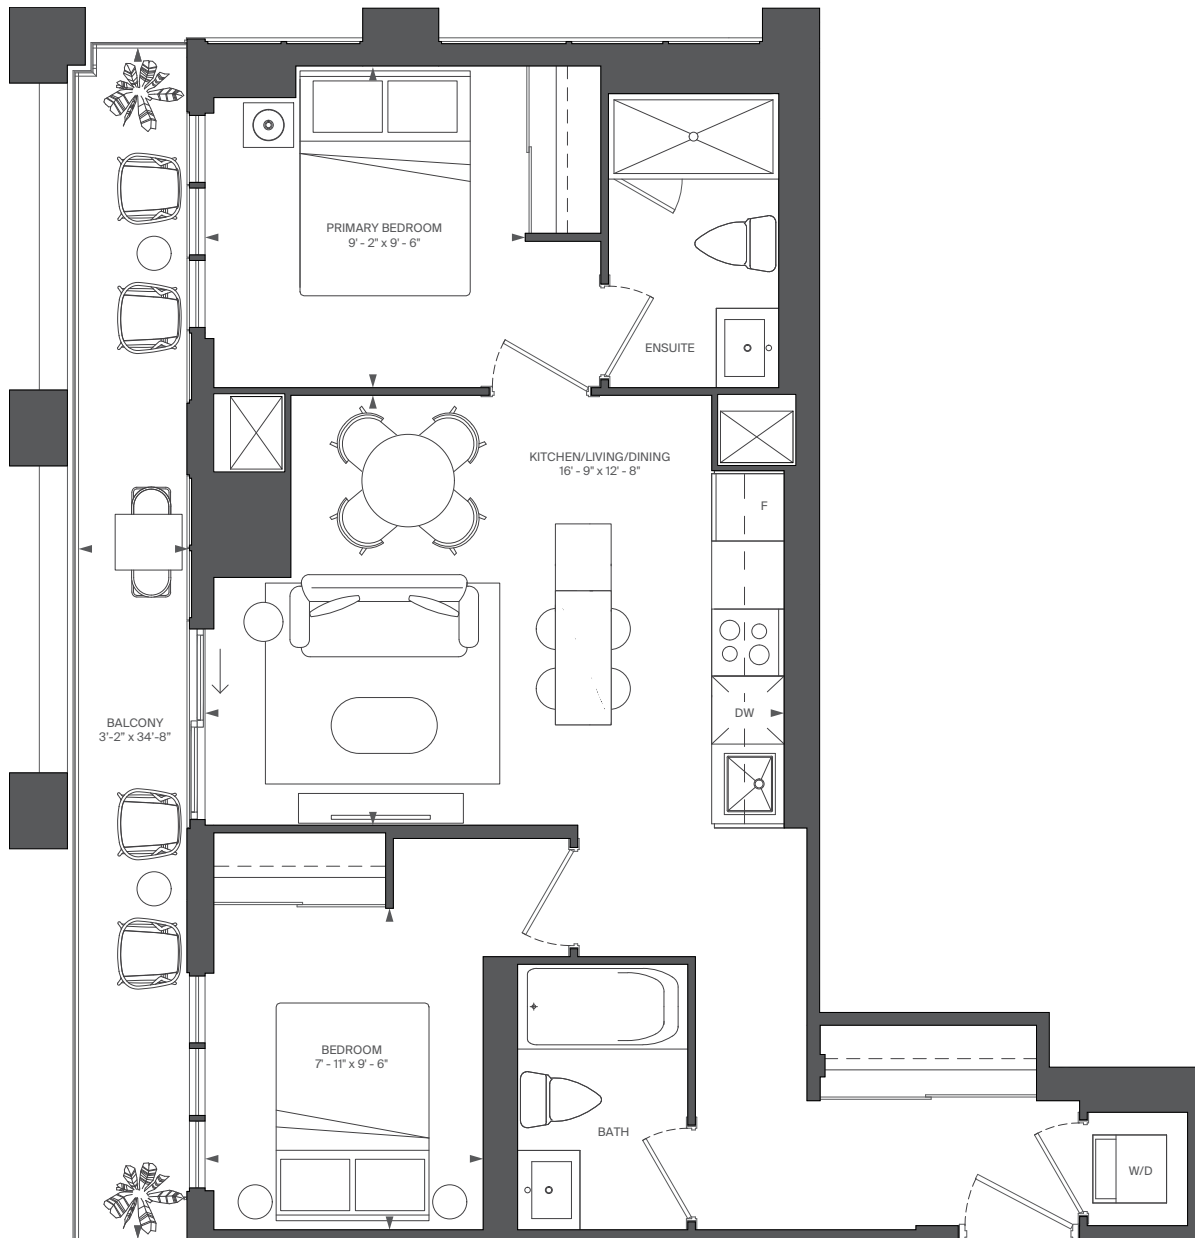 PRIMARY BEDROOM
9' - 2" x 9' - 6"
ENSUITE
KITCHEN/LIVING/DINING
16' - 9" x 12' - 8"
F
DW
BALCONY
3'-2" x 34'-8"
BEDROOM
7' - 11" x 9' - 6"
BATH
W/D